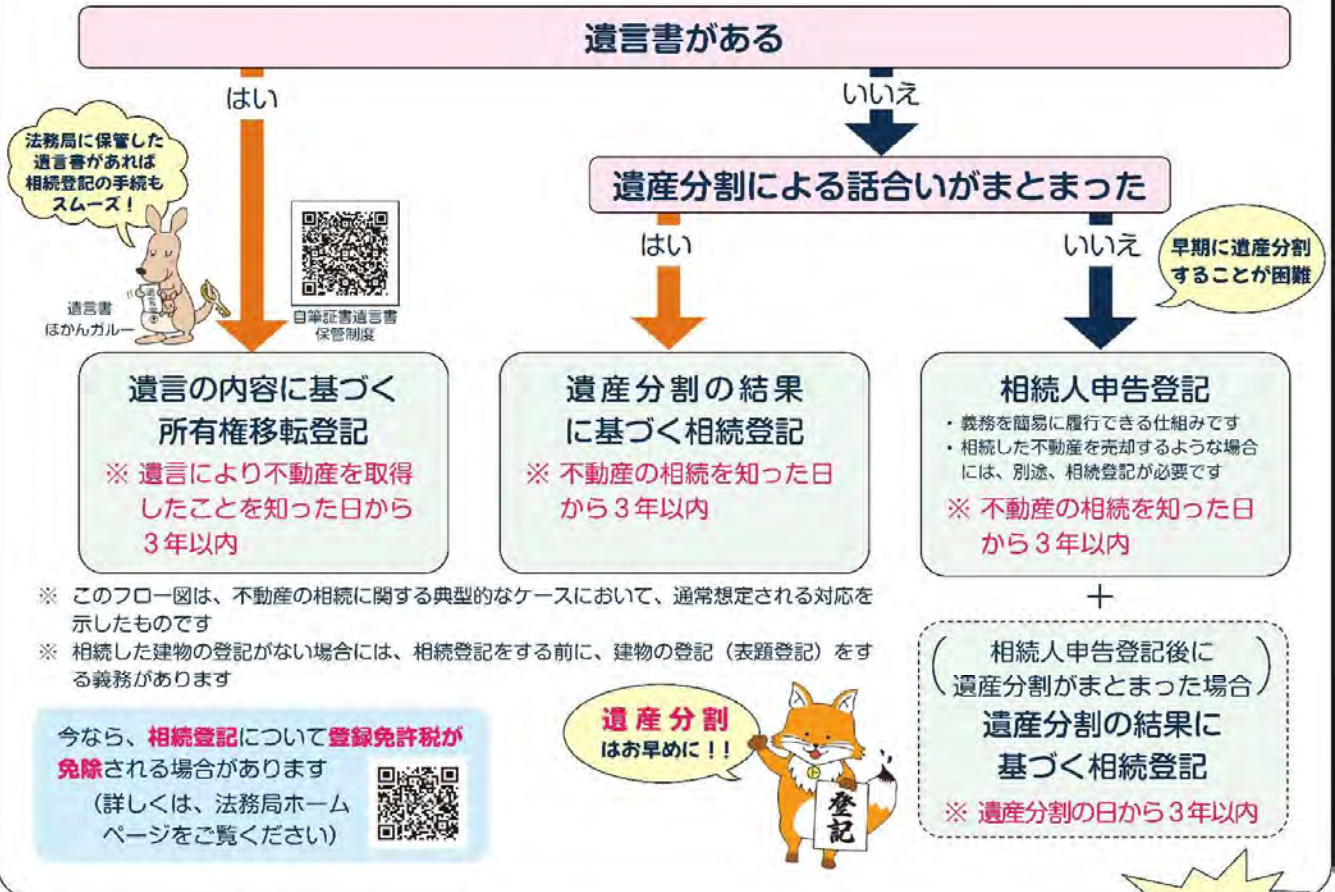 遺言書がある
はい
いいえ
法務局に保管した
遺言書があれば
相続登記の手続も
スムーズ!
遺言書
ほかんガルー
自筆証書遺言書
保管制度
遺産分割による話合いがまとまった
はい
いいえ
早期に遺産分割
することが困難
遺言の内容に基づく
所有権移転登記
※ 遺言により不動産を取得
したことを知った日から
3年以内
遺産分割の結果
に基づく相続登記
※ 不動産の相続を知った日
から3年以内
相続人申告登記
・義務を簡易に履行できる仕組みです
・相続した不動産を売却するような場合
には、別途、相続登記が必要です
※ 不動産の相続を知った日
から3年以内
+
(相続人申告登記後に
遺産分割がまとまった場合)
遺産分割の結果に
基づく相続登記
※ 遺産分割の日から3年以内
※ このフロー図は、不動産の相続に関する典型的なケースにおいて、通常想定される対応を
示したものです
※ 相続した建物の登記がない場合には、相続登記をする前に、建物の登記(表題登記)をす
る義務があります
今なら、相続登記について登録免許税が
免除される場合があります
(詳しくは、法務局ホーム
ページをご覧ください)
遺産分割
はお早めに!!
登記